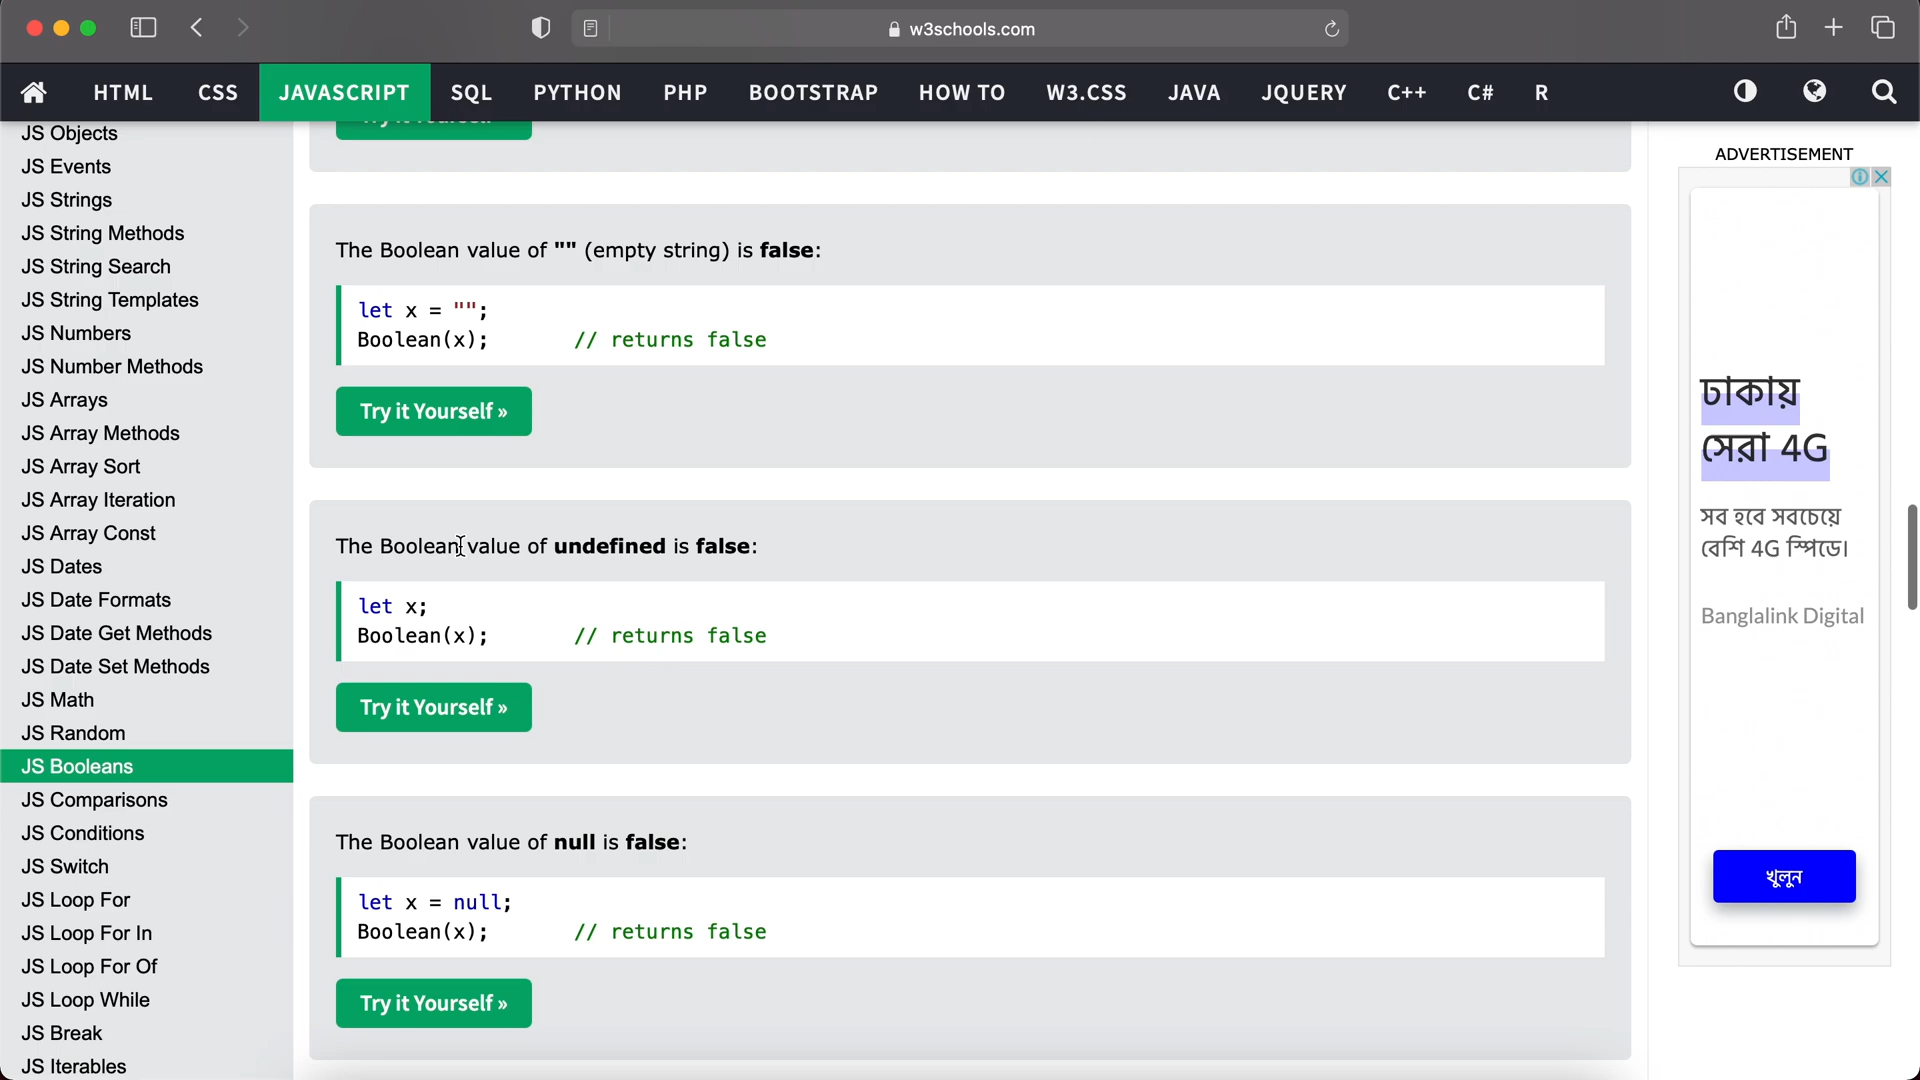 w3schools.com
HTML CSS JAVASCRIPT SQL PYTHON PHP BOOTSTRAP HOW TO W3.CSS JAVA JQUERY C++ C# R
JS Objects
JS Events
JS Strings
JS String Methods
JS String Search
JS String Templates
JS Numbers
JS Number Methods
JS Arrays
JS Array Methods
JS Array Sort
JS Array Iteration
JS Array Const
JS Dates
JS Date Formats
JS Date Get Methods
JS Date Set Methods
JS Math
JS Random
JS Booleans
JS Comparisons
JS Conditions
JS Switch
JS Loop For
JS Loop For In
JS Loop For Of
JS Loop While
JS Break
JS Iterables
The Boolean value of "" (empty string) is false:
let x = "";
Boolean(x);       // returns false
Try it Yourself »
The Boolean value of undefined is false:
let x;
Boolean(x);       // returns false
Try it Yourself »
The Boolean value of null is false:
let x = null;
Boolean(x);       // returns false
Try it Yourself »
ADVERTISEMENT
ঢাকায়
সেরা 4G
সব হবে সবচেয়ে
বেশি 4G স্পিডে।
Banglalink Digital
খুলুন